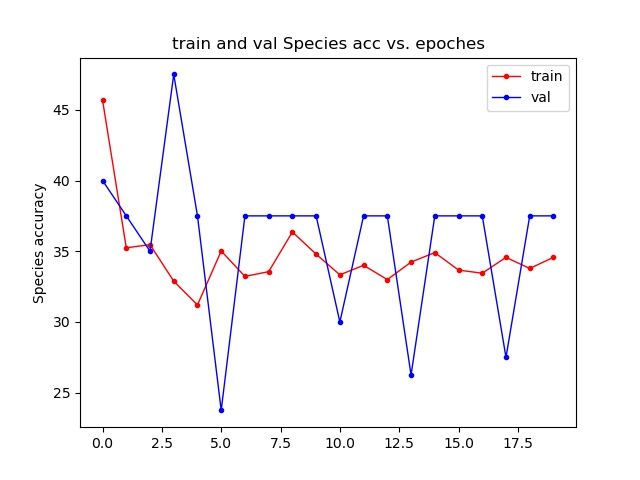 train and val Species acc vs. epoches
train
val
Species accuracy
45
40
35
30
25
0.0 2.5 5.0 7.5 10.0 12.5 15.0 17.5